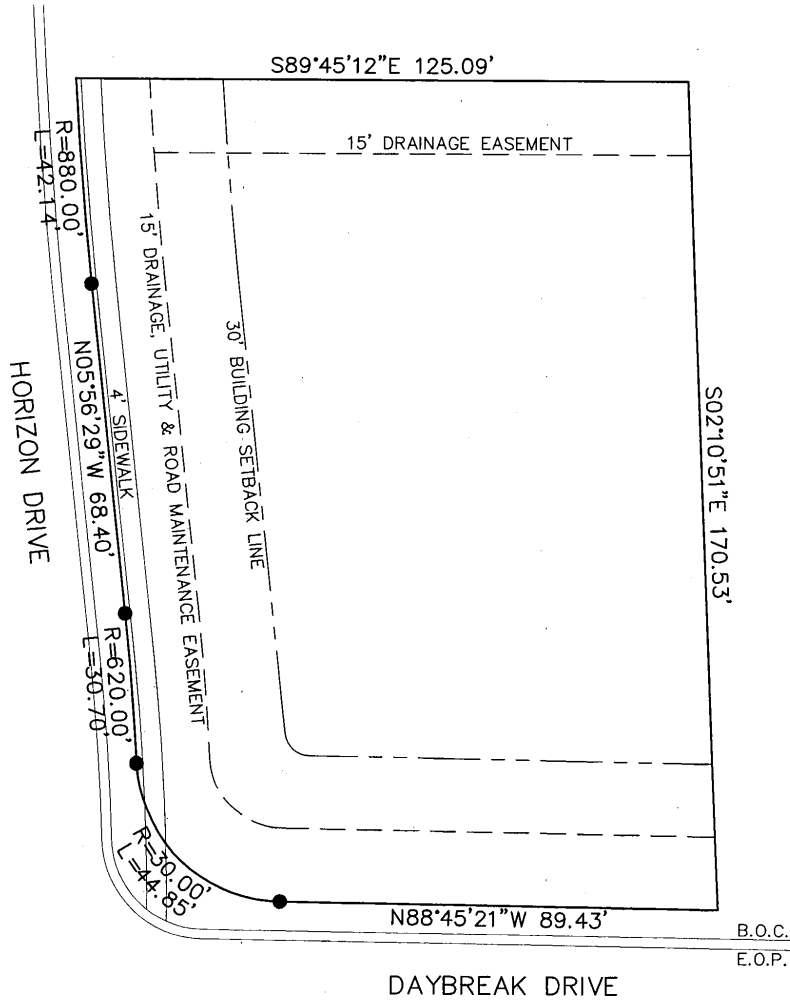 S89°45'12"E 125.09'
15' DRAINAGE EASEMENT
R=880.00'
L=42.14'
15' DRAINAGE, UTILITY & ROAD MAINTENANCE EASEMENT
30' BUILDING SETBACK LINE
N05°56'29"W 68.40'
4' SIDEWALK
HORIZON DRIVE
S02°10'51"E 170.53'
R=620.00'
L=30.70'
R=30.00'
L=44.85'
N88°45'21"W 89.43'
B.O.C.
E.O.P.
DAYBREAK DRIVE